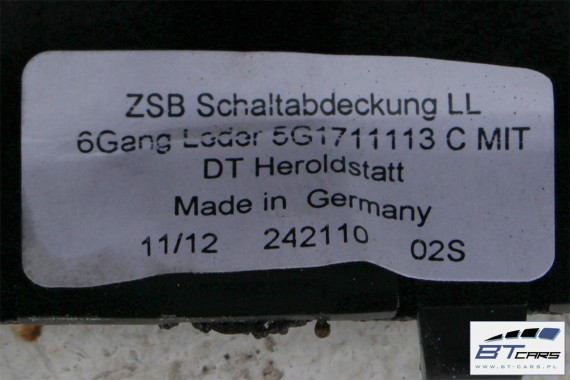 ZSB Schaltabdeckung LL
6Gang Leder 5G1711113 C MIT
DT Heroldstatt
Made in Germany
11/12 242110 02S
BT CARS
WWW.BT-CARS.PL